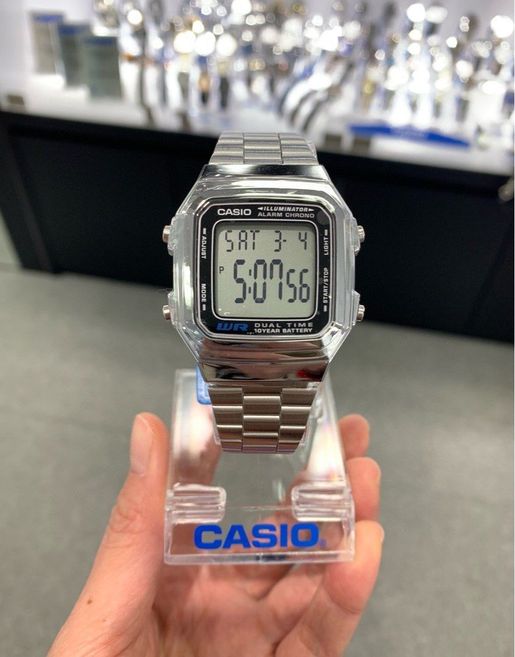 CASIO
ILLUMINATOR
ALARM CHRONO
ADJUST
LIGHT
SAT 3-4
P 5:07 56
MODE
START/STOP
WR
DUAL TIME
10YEAR BATTERY
CASIO